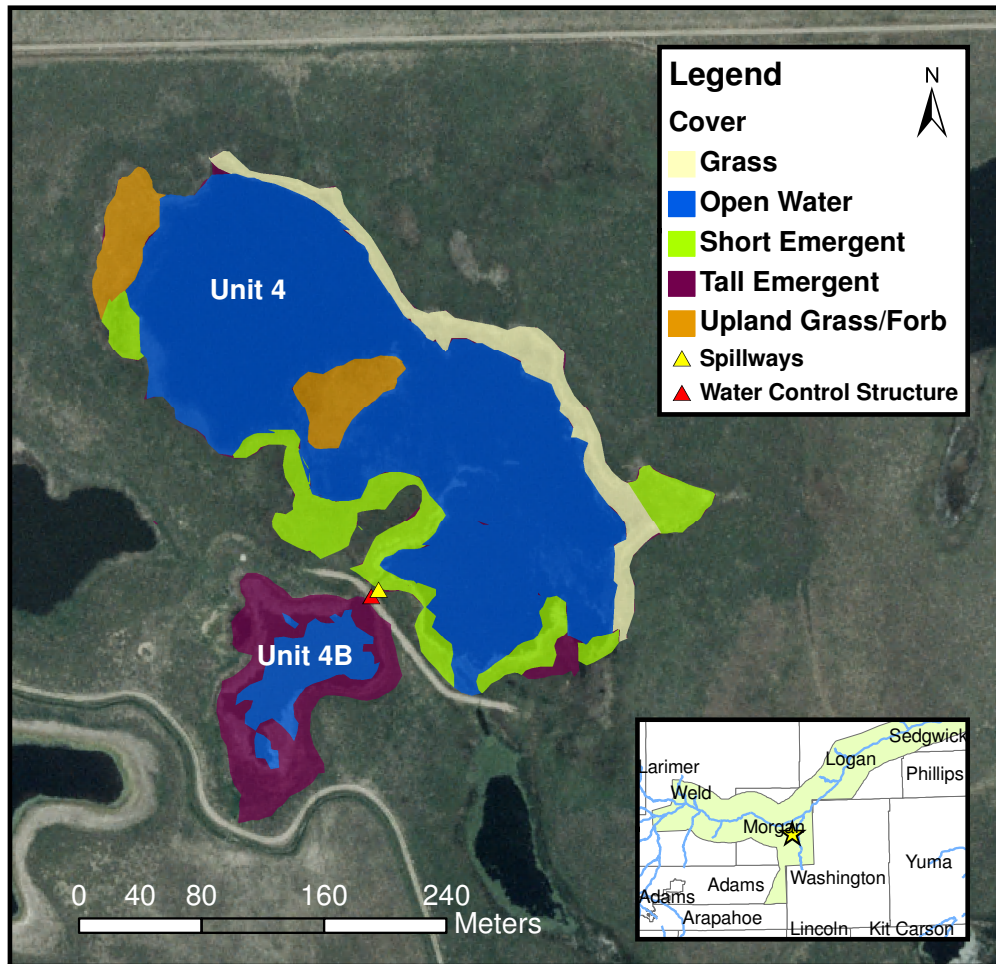 Legend
N
Cover
Grass
Open Water
Short Emergent
Tall Emergent
Upland Grass/Forb
Spillways
Water Control Structure
Unit 4
Unit 4B
0 40 80 160 240
Meters
Sedgwick
Logan
Larimer
Phillips
Weld
Morgan
Yuma
Adams
Washington
Adams
Arapahoe
Lincoln
Kit Carson